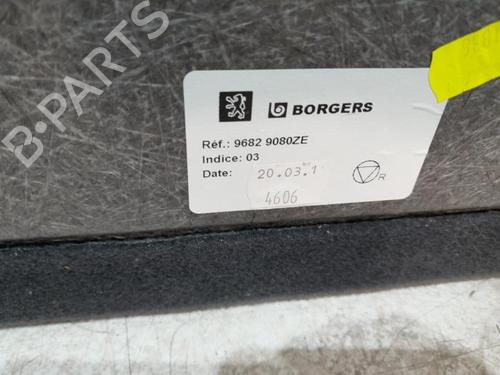 BORGERS
Réf.: 9682 9080ZE
Indice: 03
Date: 20.03.1
4606
R
B-PARTS